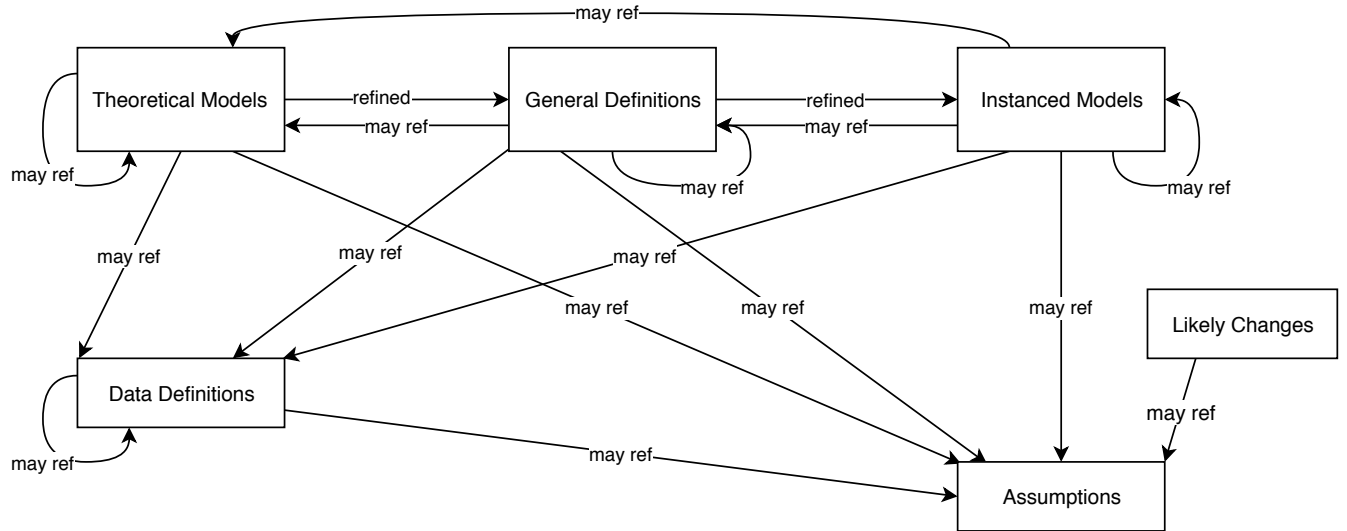 may ref
Theoretical Models
refined
General Definitions
refined
Instanced Models
may ref
may ref
may ref
may ref
may ref
may ref
may ref
may ref
may ref
may ref
may ref
may ref
Likely Changes
Data Definitions
may ref
may ref
may ref
Assumptions